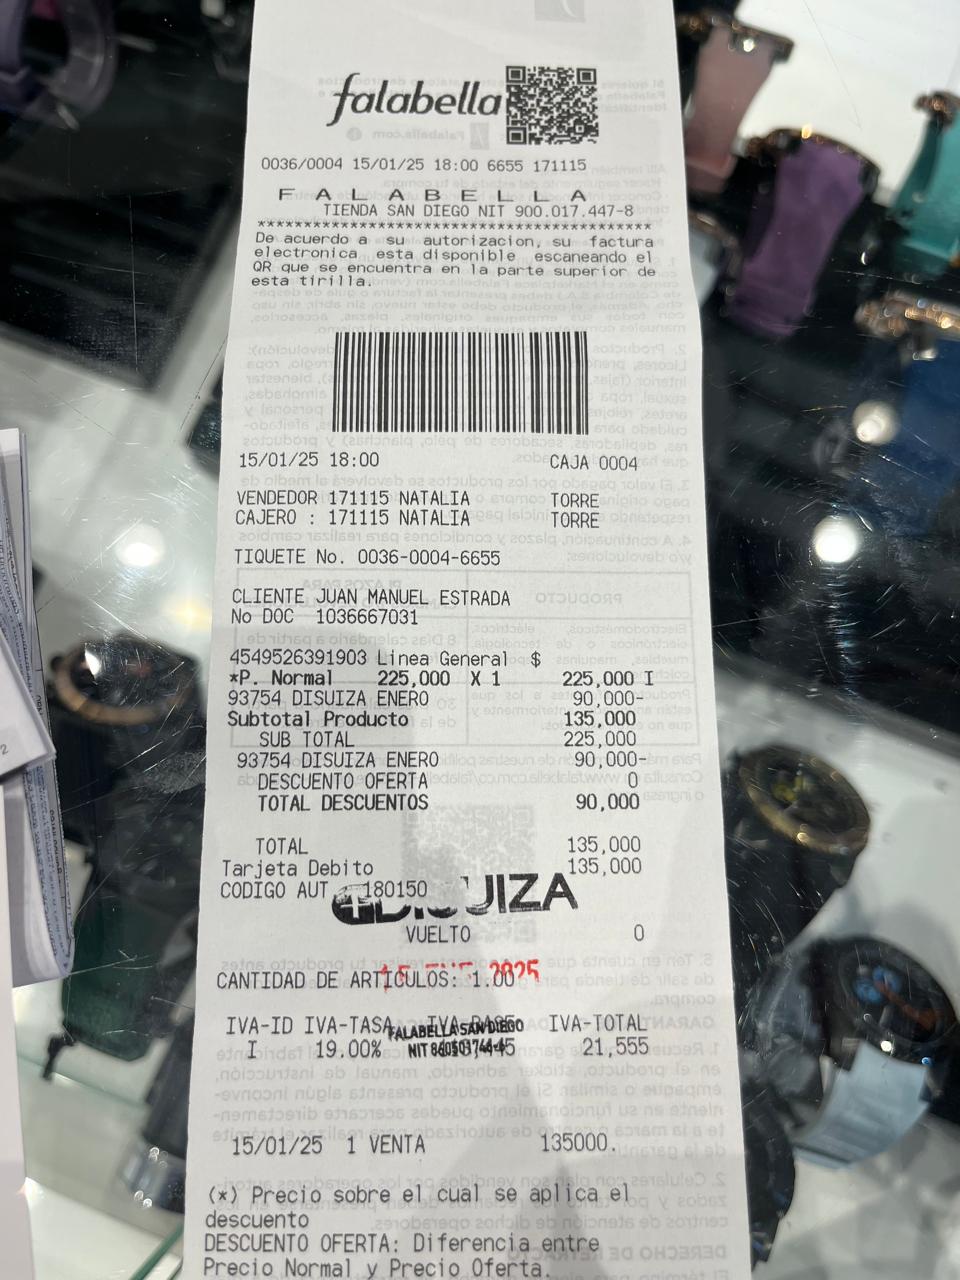 falabella
0036/0004 15/01/25 18:00 6655 171115
F A L A B E L L A
TIENDA SAN DIEGO NIT 900.017.447-8
****************************************************
De acuerdo a su autorizacion, su factura
electronica esta disponible escaneando el
QR que se encuentra en la parte superior de
esta tirilla.
15/01/25 18:00 CAJA 0004
VENDEDOR 171115 NATALIA TORRE
CAJERO : 171115 NATALIA TORRE
TIQUETE No. 0036-0004-6655
CLIENTE JUAN MANUEL ESTRADA
No DOC 1036667031
4549526391903 Linea General $
*P. Normal 225,000 X 1 225,000 I
93754 DISUIZA ENERO 90,000-
Subtotal Producto 135,000
SUB TOTAL 225,000
93754 DISUIZA ENERO 90,000-
DESCUENTO OFERTA 0
TOTAL DESCUENTOS 90,000
TOTAL 135,000
Tarjeta Debito 135,000
CODIGO AUT 180150
DISUIZA
VUELTO 0
2025
CANTIDAD DE ARTICULOS: 1.00
IVA-ID IVA-TASA IVA-BASE IVA-TOTAL
FALABELLA SAN DIEGO
I 19.00% 21,555
NIT
15/01/25 1 VENTA 135000.
(*) Precio sobre el cual se aplica el
descuento
DESCUENTO OFERTA: Diferencia entre
Precio Normal y Precio Oferta.